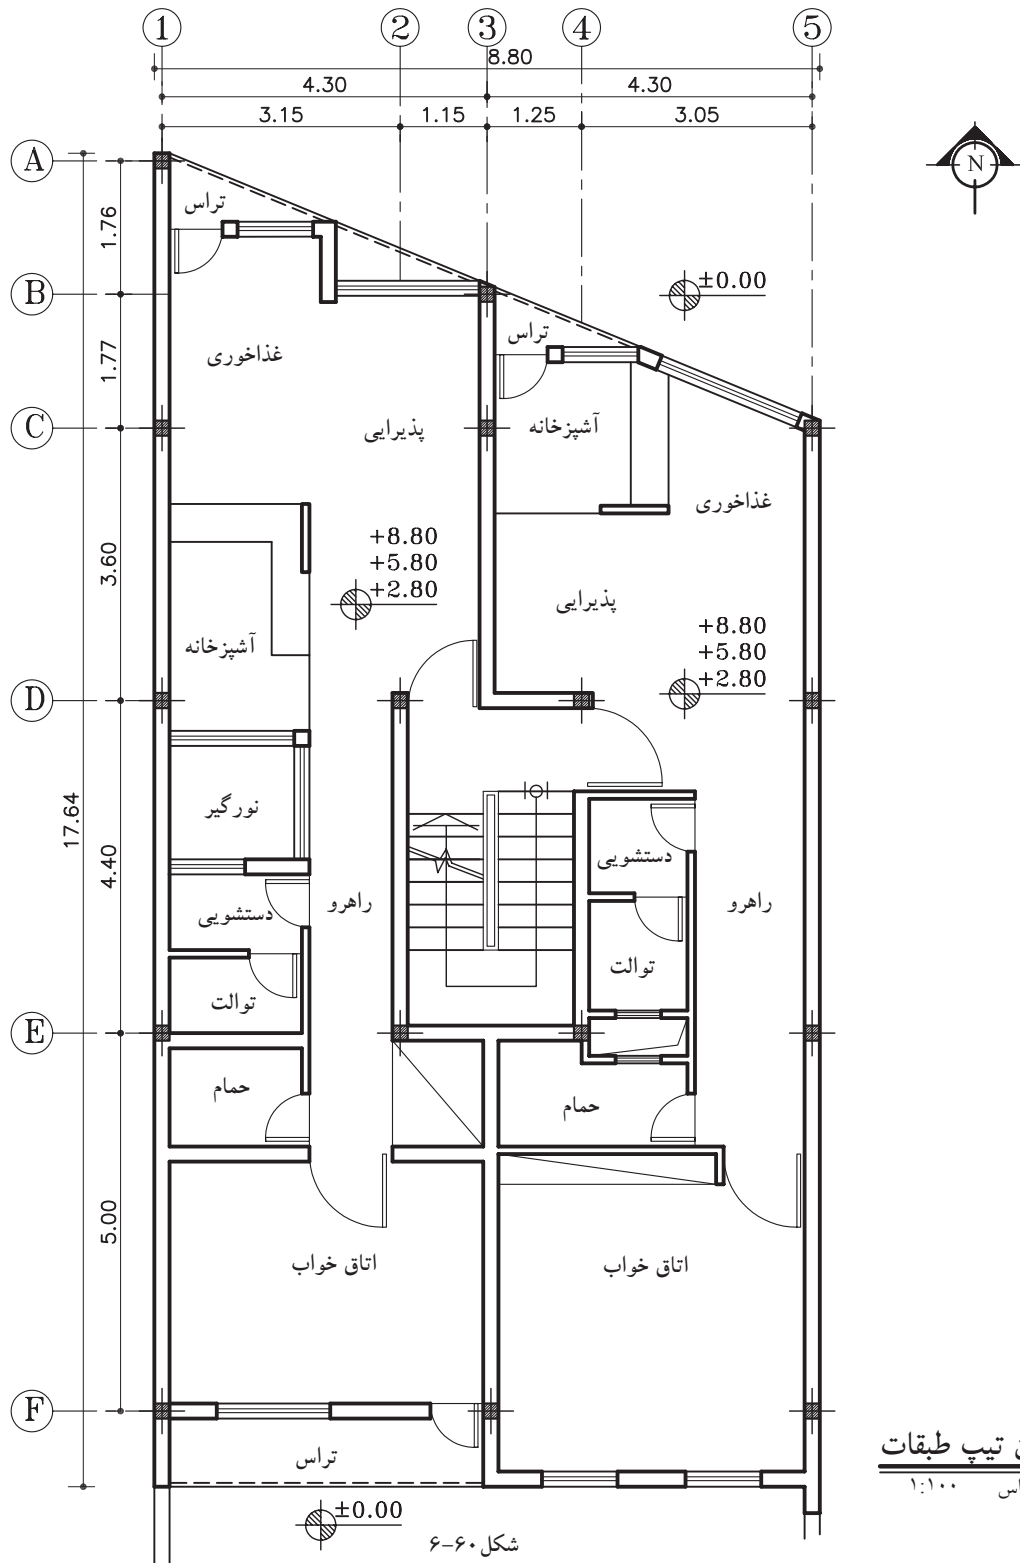 1 2 3 4 5
8.80
4.30 4.30
3.15 1.15 1.25 3.05
A
N
تراس
1.76
B
±0.00
تراس
غذاخوری
1.77
C
پذیرایی
آشپزخانه
غذاخوری
+8.80
+5.80
+2.80
3.60
پذیرایی
آشپزخانه
+8.80
+5.80
+2.80
D
17.64
نورگیر
دستشویی
4.40
راهرو
راهرو
دستشویی
توالت
توالت
E
حمام
حمام
5.00
اتاق خواب
اتاق خواب
F
تیپ طبقات
تراس
۱:۱۰۰
±0.00
شکل ۶۰-۶